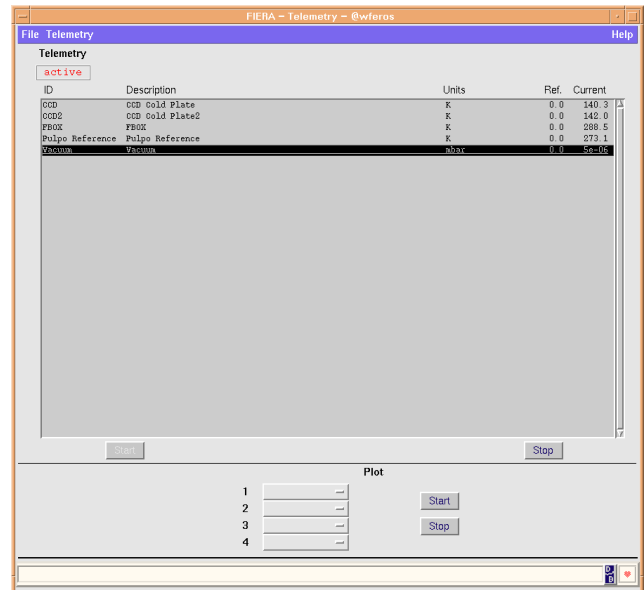 FIERA – Telemetry – @wferos
File Telemetry Help
Telemetry
active
ID Description Units Ref. Current
CCD CCD Cold Plate K 0.0 140.3
CCD2 CCD Cold Plate2 K 0.0 142.0
FBOX FBOX K 0.0 288.5
Pulpo Reference Pulpo Reference K 0.0 273.1
Vacuum Vacuum mbar 0.0 5e-06
Start Stop
Plot
1
2 Start
3 Stop
4
D
B